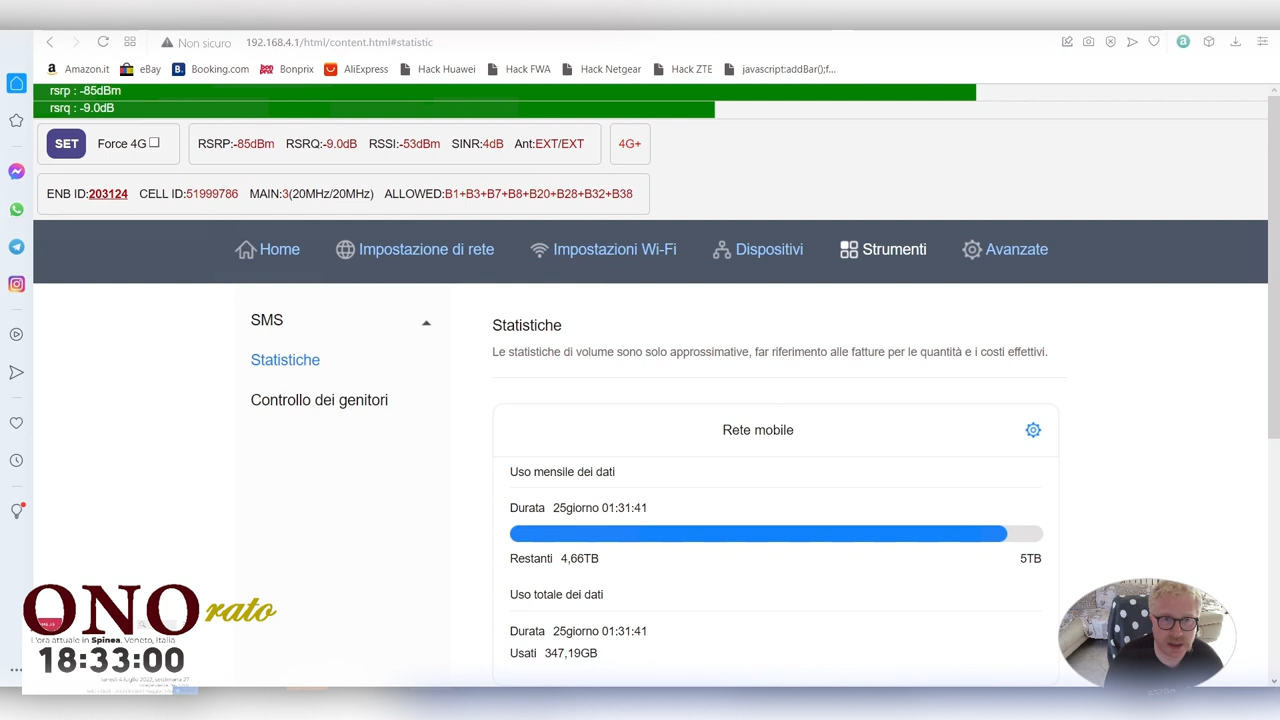 Non sicuro 192.168.4.1/html/content.html#statistic
Amazon.it eBay Booking.com Bonprix AliExpress Hack Huawei Hack FWA Hack Netgear Hack ZTE javascript:addBar();f...
rsrp : -85dBm
rsrq : -9.0dB
SET Force 4G RSRP:-85dBm RSRQ:-9.0dB RSSI:-53dBm SINR:4dB Ant:EXT/EXT 4G+
ENB ID:203124 CELL ID:51999786 MAIN:3(20MHz/20MHz) ALLOWED:B1+B3+B7+B8+B20+B28+B32+B38
Home Impostazione di rete Impostazioni Wi-Fi Dispositivi Strumenti Avanzate
SMS
Statistiche
Controllo dei genitori
Statistiche
Le statistiche di volume sono solo approssimative, far riferimento alle fatture per le quantità e i costi effettivi.
Rete mobile
Uso mensile dei dati
Durata 25giorno 01:31:41
Restanti 4,66TB 5TB
Uso totale dei dati
Durata 25giorno 01:31:41
Usati 347,19GB
ONOrato
L'ora attuale in Spinea, Veneto, Italia
18:33:00
lunedì 4 luglio 2022, settimana 27